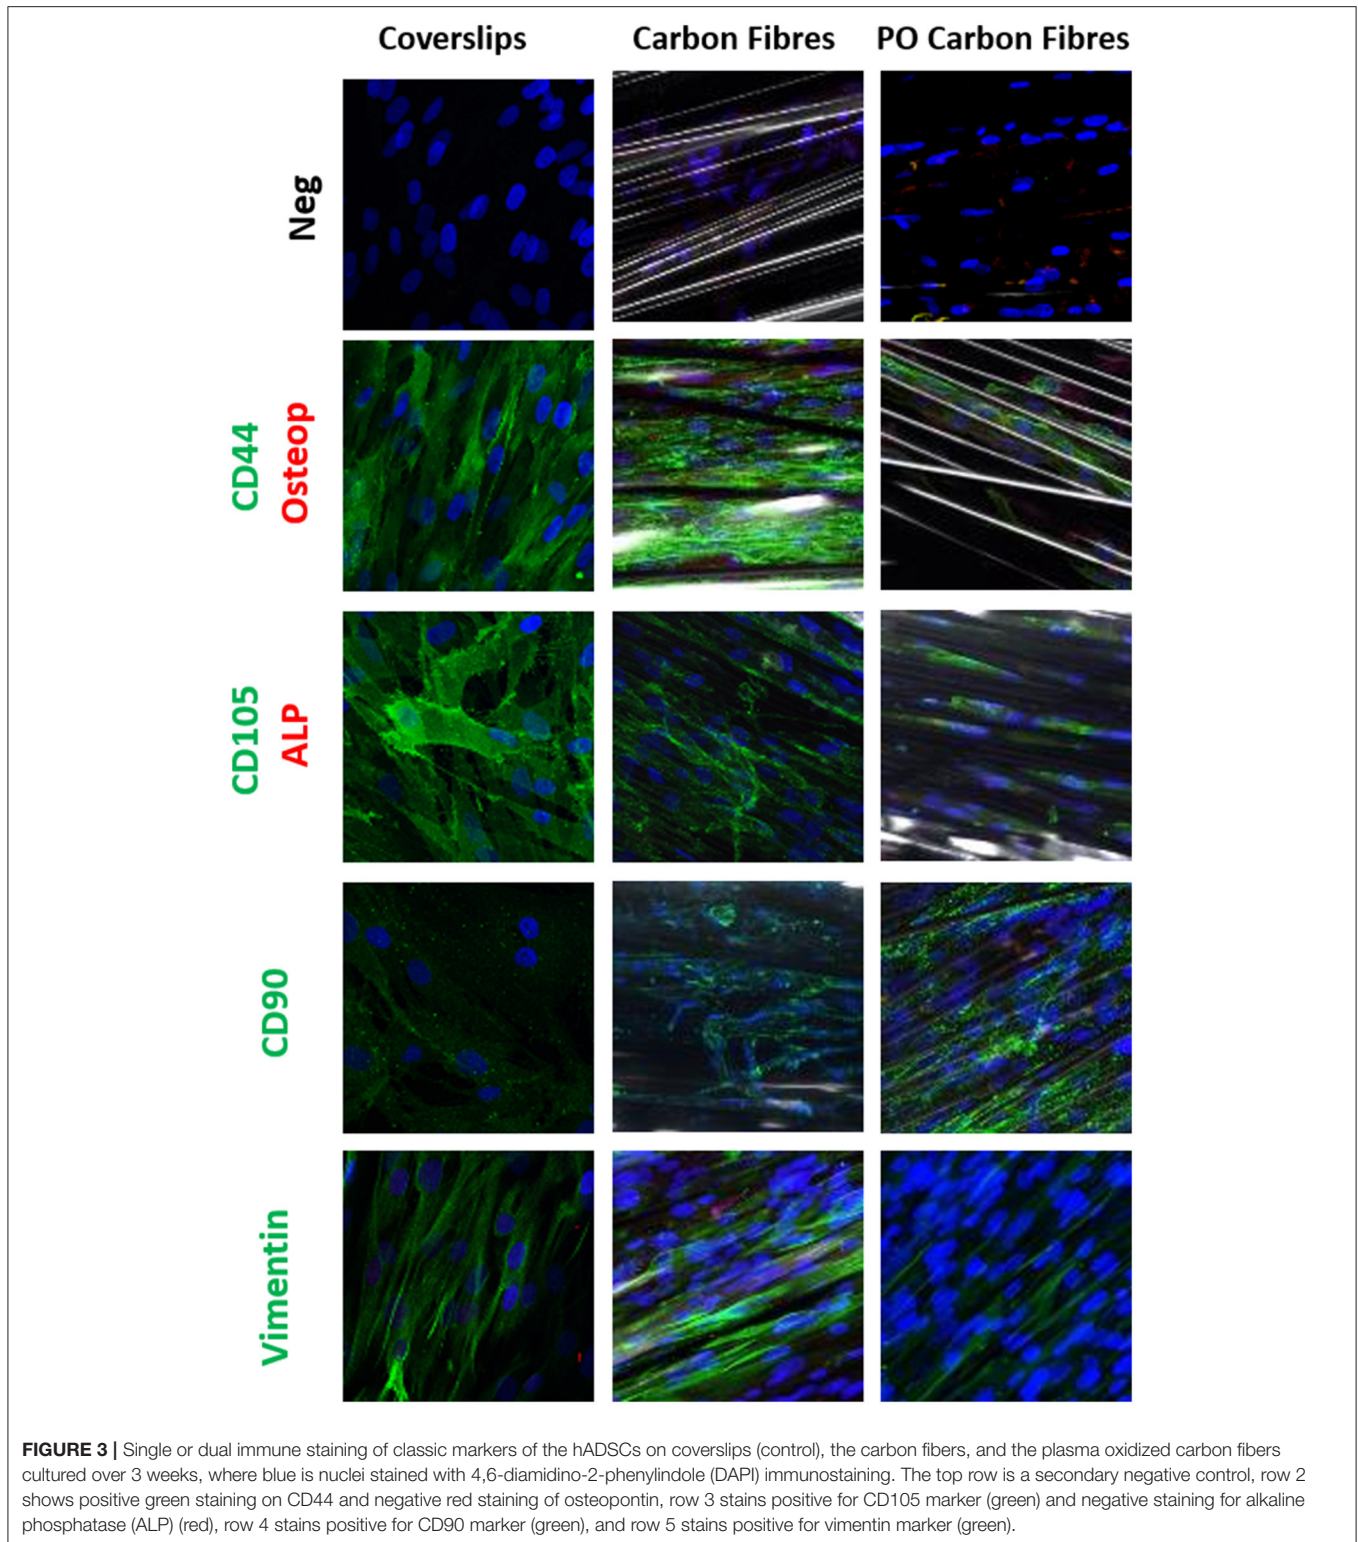 Coverslips Carbon Fibres PO Carbon Fibres
Neg
CD44
Osteop
CD105
ALP
CD90
Vimentin
FIGURE 3 | Single or dual immune staining of classic markers of the hADSCs on coverslips (control), the carbon fibers, and the plasma oxidized carbon fibers
cultured over 3 weeks, where blue is nuclei stained with 4,6-diamidino-2-phenylindole (DAPI) immunostaining. The top row is a secondary negative control, row 2
shows positive green staining on CD44 and negative red staining of osteopontin, row 3 stains positive for CD105 marker (green) and negative staining for alkaline
phosphatase (ALP) (red), row 4 stains positive for CD90 marker (green), and row 5 stains positive for vimentin marker (green).